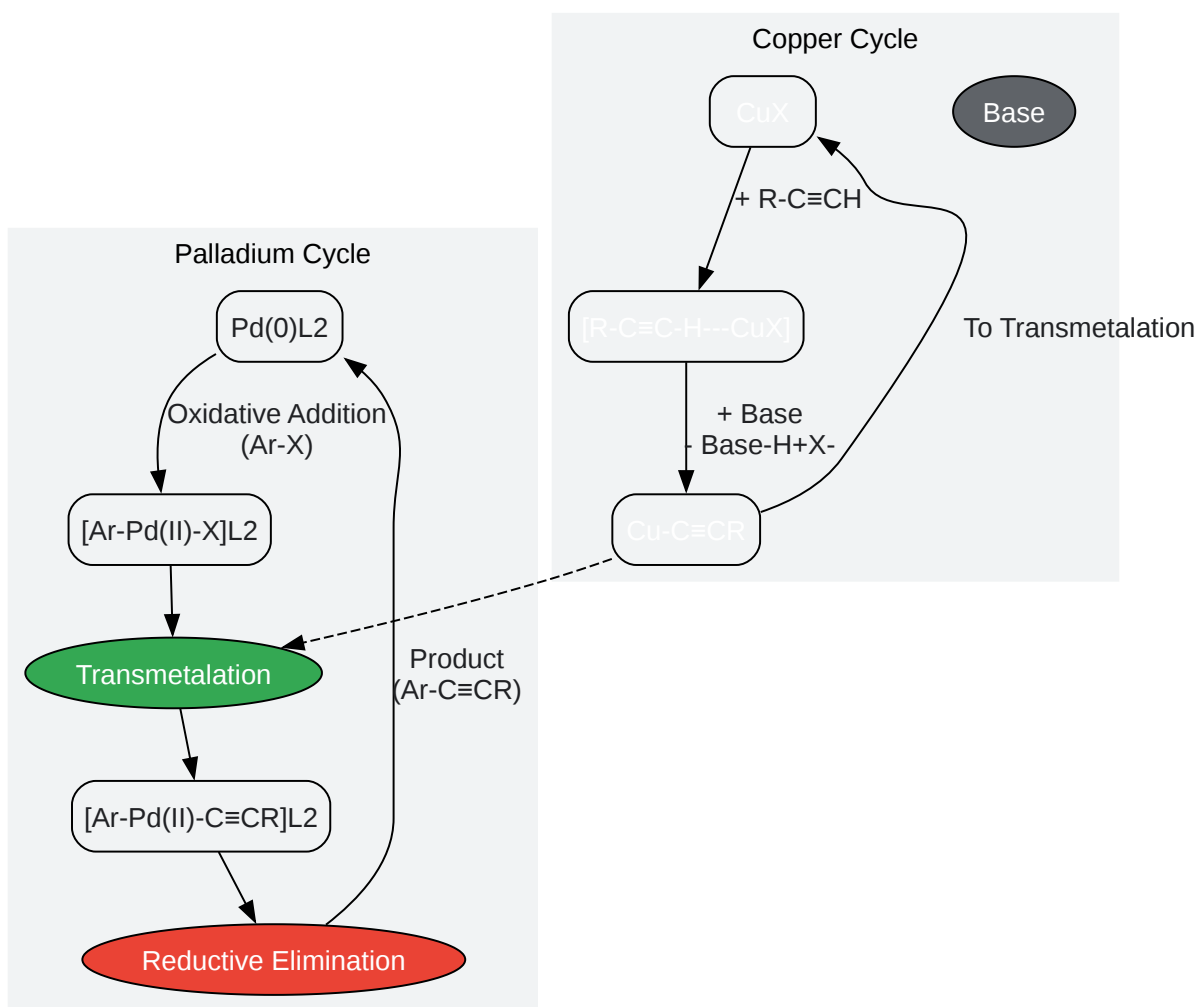 Copper Cycle
CuX
Base
+ R-C≡CH
[R-C≡C-H---CuX]
To Transmetalation
+ Base
- Base-H+X-
Cu-C≡CR
Palladium Cycle
Pd(0)L2
Oxidative Addition
(Ar-X)
[Ar-Pd(II)-X]L2
Transmetalation
Product
(Ar-C≡CR)
[Ar-Pd(II)-C≡CR]L2
Reductive Elimination